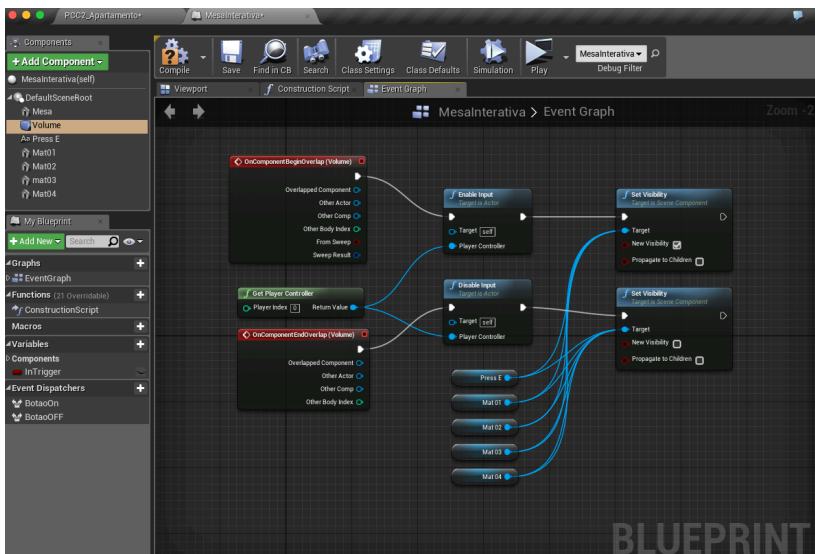 PCC2_Apartamento•
MesaInterativa•
Components
+Add Component
MesaInterativa(self)
DefaultSceneRoot
Mesa
Volume
Press E
Mat01
Mat02
mat03
Mat04
My Blueprint
+Add New
Search
Graphs
EventGraph
Functions (21 Overridable)
ConstructionScript
Macros
Variables
Components
InTrigger
Event Dispatchers
BotaoOn
BotaoOFF
Compile
Save
Find in CB
Search
Class Settings
Class Defaults
Simulation
Play
MesaInterativa
Debug Filter
Viewport
Construction Script
Event Graph
MesaInterativa > Event Graph
Zoom -2
OnComponentBeginOverlap (Volume)
Overlapped Component
Other Actor
Other Comp
Other Body Index
From Sweep
Sweep Result
Enable Input
Target is Actor
Target self
Player Controller
Set Visibility
Target is Scene Component
Target
New Visibility
Propagate to Children
Get Player Controller
Player Index 0 Return Value
Disable Input
Target is Actor
Target self
Player Controller
Set Visibility
Target is Scene Component
Target
New Visibility
Propagate to Children
OnComponentEndOverlap (Volume)
Overlapped Component
Other Actor
Other Comp
Other Body Index
Press E
Mat 01
Mat 02
Mat 03
Mat 04
BLUEPRINT